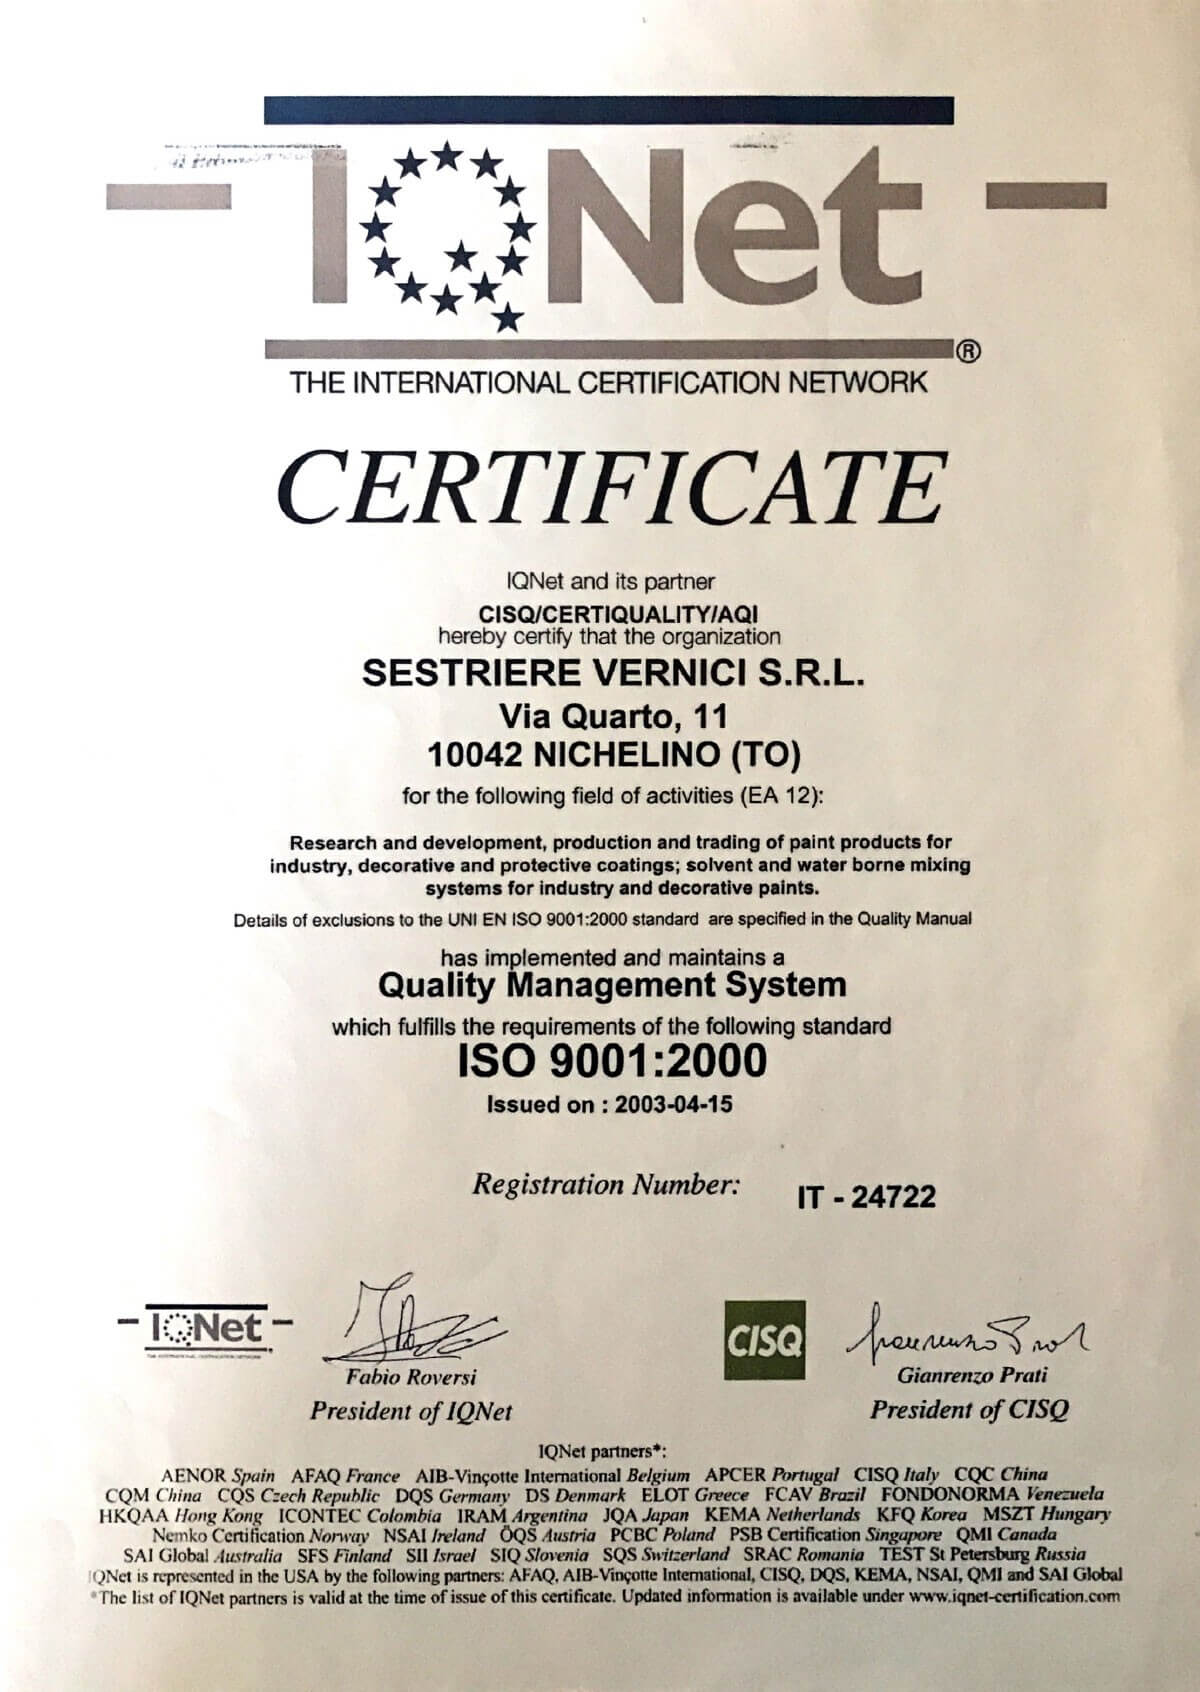 IQNet
®
THE INTERNATIONAL CERTIFICATION NETWORK
CERTIFICATE
IQNet and its partner
CISQ/CERTIQUALITY/AQI
hereby certify that the organization
SESTRIERE VERNICI S.R.L.
Via Quarto, 11
10042 NICHELINO (TO)
for the following field of activities (EA 12):
Research and development, production and trading of paint products for
industry, decorative and protective coatings; solvent and water borne mixing
systems for industry and decorative paints.
Details of exclusions to the UNI EN ISO 9001:2000 standard are specified in the Quality Manual
has implemented and maintains a
Quality Management System
which fulfills the requirements of the following standard
ISO 9001:2000
Issued on : 2003-04-15
Registration Number: IT - 24722
IQNet
CISQ
Fabio Roversi
Gianrenzo Prati
President of IQNet
President of CISQ
IQNet partners*:
AENOR Spain AFAQ France AIB-Vinçotte International Belgium APCER Portugal CISQ Italy CQC China
CQM China CQS Czech Republic DQS Germany DS Denmark ELOT Greece FCAV Brazil FONDONORMA Venezuela
HKQAA Hong Kong ICONTEC Colombia IRAM Argentina JQA Japan KEMA Netherlands KFQ Korea MSZT Hungary
Nemko Certification Norway NSAI Ireland ÖQS Austria PCBC Poland PSB Certification Singapore QMI Canada
SAI Global Australia SFS Finland SII Israel SIQ Slovenia SQS Switzerland SRAC Romania TEST St Petersburg Russia
IQNet is represented in the USA by the following partners: AFAQ, AIB-Vinçotte International, CISQ, DQS, KEMA, NSAI, QMI and SAI Global
*The list of IQNet partners is valid at the time of issue of this certificate. Updated information is available under www.iqnet-certification.com